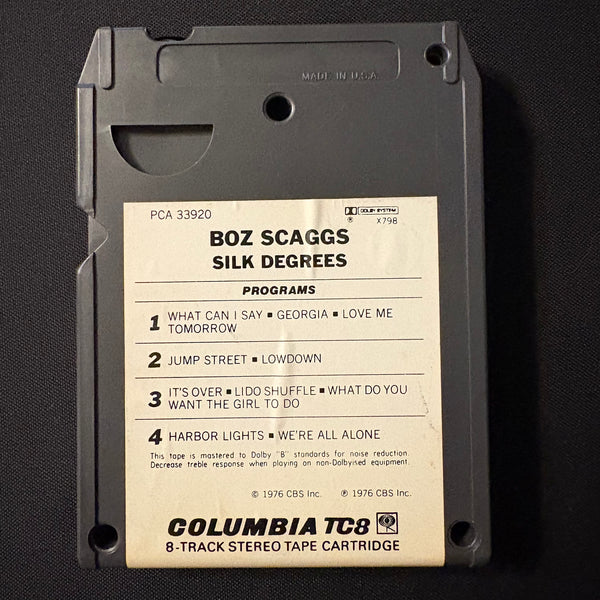 MADE IN U.S.A.
PCA 33920
DOLBY SYSTEM
® X798
BOZ SCAGGS
SILK DEGREES
PROGRAMS
1 WHAT CAN I SAY ▪ GEORGIA ▪ LOVE ME
TOMORROW
2 JUMP STREET ▪ LOWDOWN
3 IT'S OVER ▪ LIDO SHUFFLE ▪ WHAT DO YOU
WANT THE GIRL TO DO
4 HARBOR LIGHTS ▪ WE'RE ALL ALONE
This tape is mastered to Dolby "B" standards for noise reduction.
Decrease treble response when playing on non-Dolbyised equipment.
© 1976 CBS Inc. ℗ 1976 CBS Inc.
COLUMBIA TC8
8-TRACK STEREO TAPE CARTRIDGE